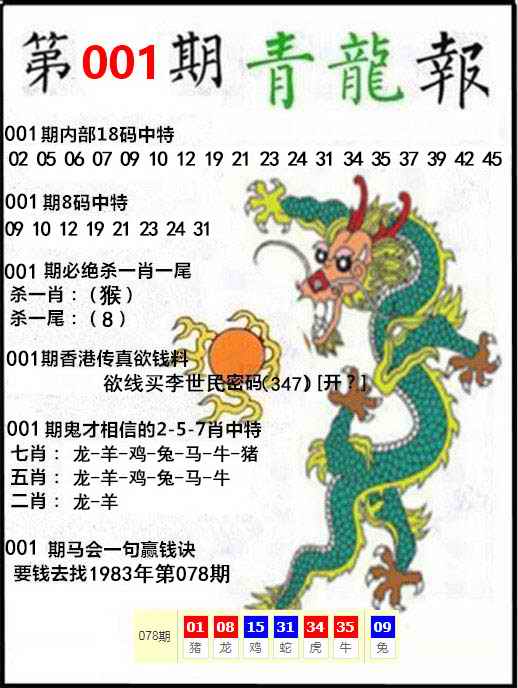 第001期青龍報
001期内部18码中特
02 05 06 07 09 10 12 19 21 23 24 31 34 35 37 39 42 45
001期8码中特
09 10 12 19 21 23 24 31
001 期必绝杀一肖一尾
杀一肖：（猴）
杀一尾：（8）
001期香港传真欲钱料
欲线买李世民密码(347) [开？]
001期鬼才相信的2-5-7肖中特
七肖： 龙-羊-鸡-兔-马-牛-猪
五肖： 龙-羊-鸡-兔-马-牛
二肖： 龙-羊
001 期马会一句赢钱诀
要钱去找1983年第078期
078期 01 08 15 31 34 35 09
猪 龙 鸡 蛇 虎 牛 兔